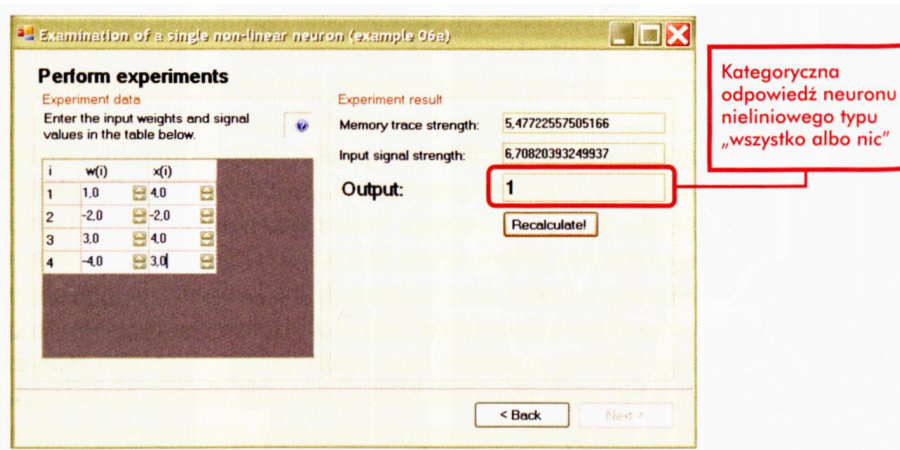 Examination of a single non-linear neuron (example 06a)
Perform experiments
Experiment data
Enter the input weights and signal
values in the table below.
i w(i) x(i)
1 1,0 4,0
2 -2,0 -2,0
3 3,0 4,0
4 -4,0 3,0
Experiment result
Memory trace strength: 5,47722557505166
Input signal strength: 6,70820393249937
Output: 1
Recalculate!
< Back Next >
Kategoryczna
odpowiedź neuronu
nieliniowego typu
„wszystko albo nic”